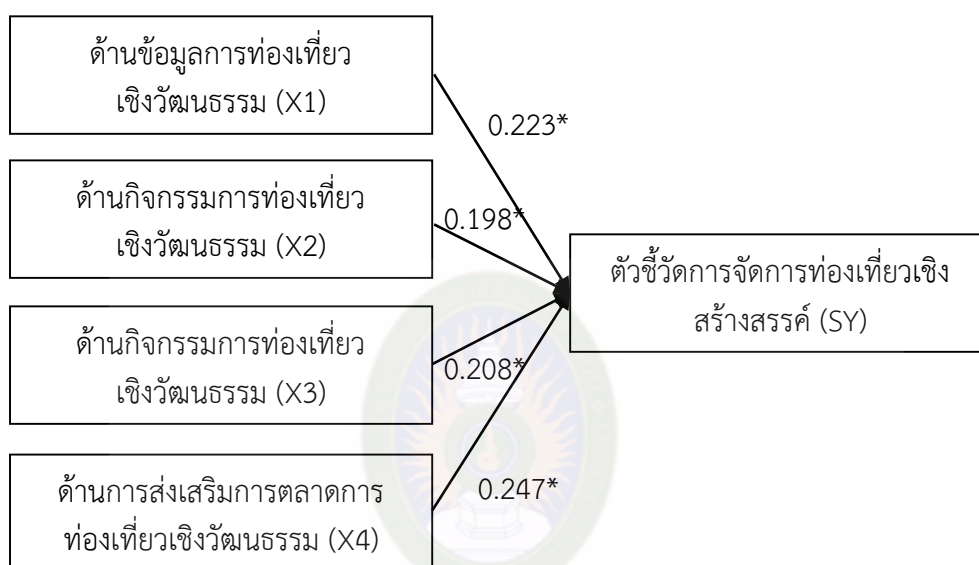 ด้านข้อมูลการท่องเที่ยว
เชิงวัฒนธรรม (X1)
0.223*
ด้านกิจกรรมการท่องเที่ยว
เชิงวัฒนธรรม (X2)
0.198*
ตัวชี้วัดการจัดการท่องเที่ยวเชิง
สร้างสรรค์ (SY)
ด้านกิจกรรมการท่องเที่ยว
เชิงวัฒนธรรม (X3)
0.208*
ด้านการส่งเสริมการตลาดการ
ท่องเที่ยวเชิงวัฒนธรรม (X4)
0.247*